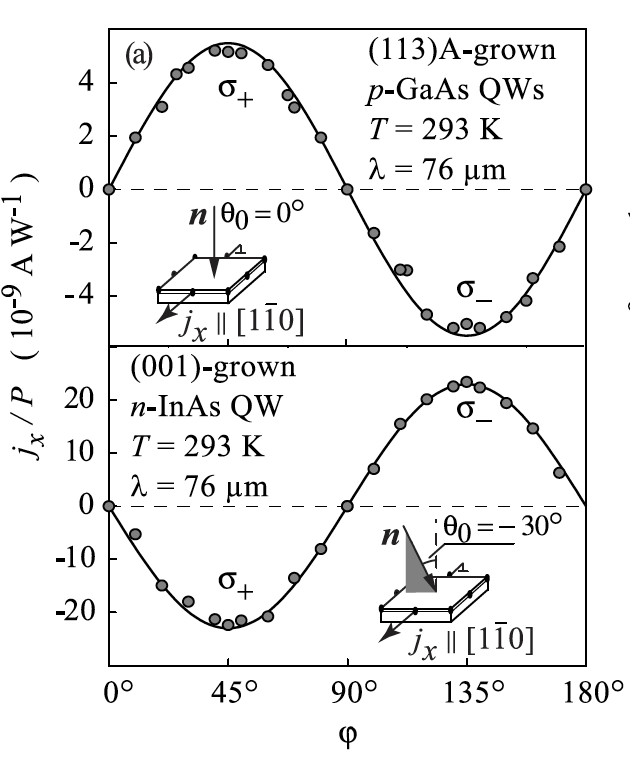 (a)
(113)A-grown
p-GaAs QWs
T = 293 K
λ = 76 μm
σ+
σ−
n θ0 = 0°
jx || [11̄0]
4
2
0
-2
-4
jx / P ( 10-9 A W-1 )
(001)-grown
n-InAs QW
T = 293 K
λ = 76 μm
σ−
σ+
n θ0 = − 30°
jx || [11̄0]
20
10
0
-10
-20
0° 45° 90° 135° 180°
φ